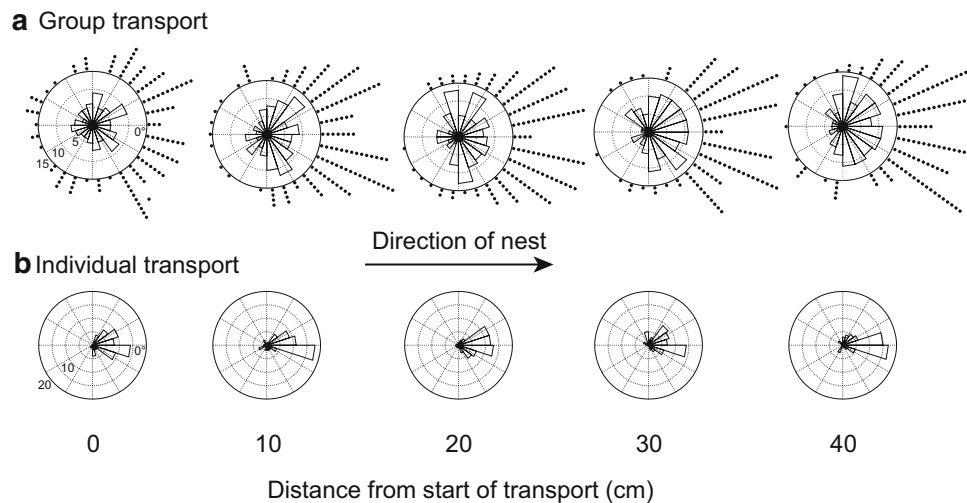 a Group transport
0°
5
10
15
Direction of nest
b Individual transport
0°
10
20
0 10 20 30 40
Distance from start of transport (cm)